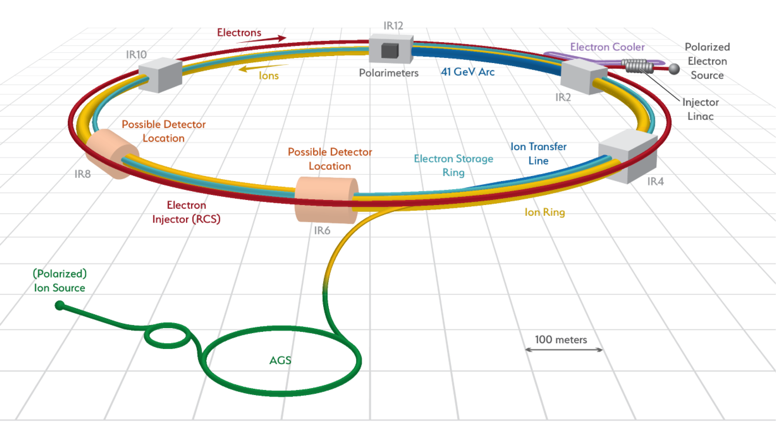 Electrons
IR12
IR10
Ions
Polarimeters
41 GeV Arc
Electron Cooler
Polarized
Electron
Source
IR2
Injector
Linac
Possible Detector
Location
IR8
Possible Detector
Location
Electron Storage
Ring
Ion Transfer
Line
IR4
Electron
Injector (RCS)
IR6
Ion Ring
(Polarized)
Ion Source
AGS
100 meters